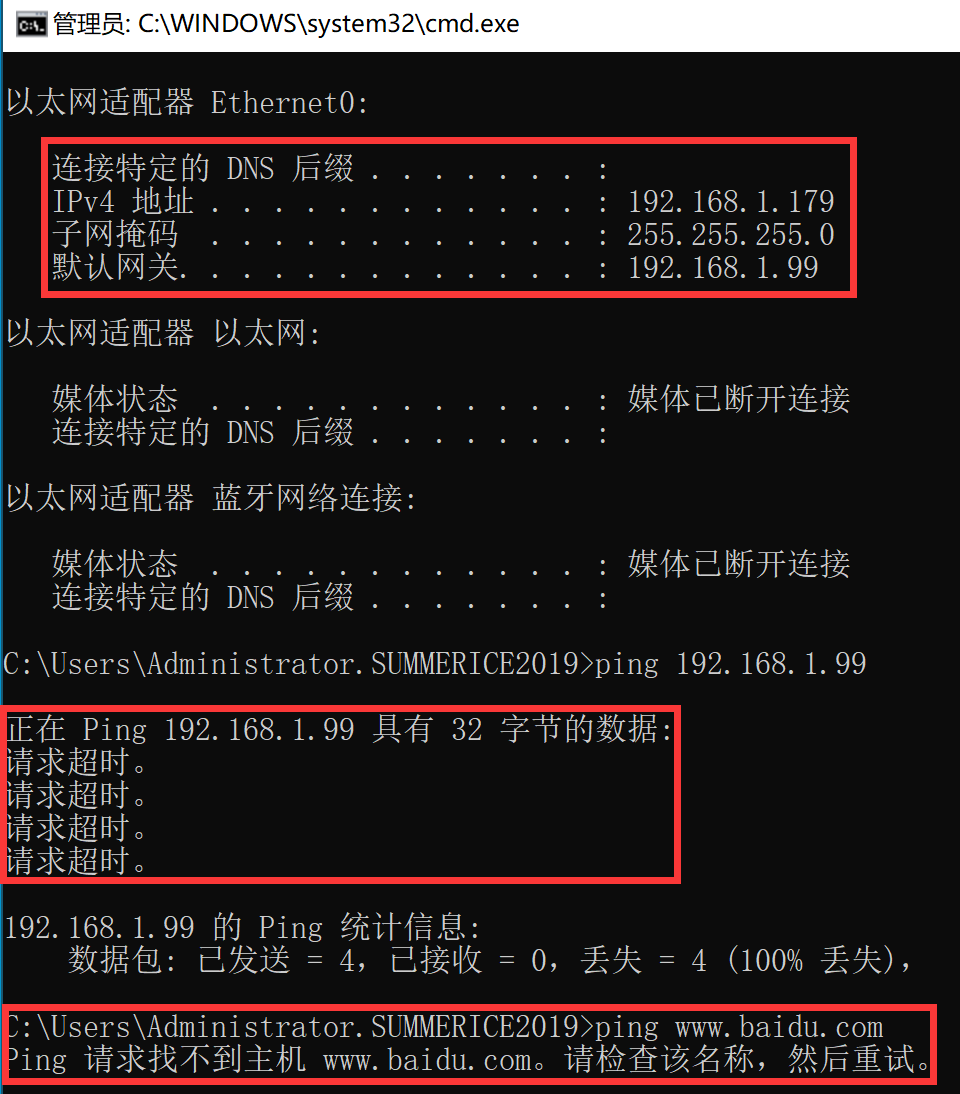 管理员: C:\WINDOWS\system32\cmd.exe
以太网适配器 Ethernet0:
连接特定的 DNS 后缀 . . . . . . . :
IPv4 地址 . . . . . . . . . . . . : 192.168.1.179
子网掩码  . . . . . . . . . . . . : 255.255.255.0
默认网关. . . . . . . . . . . . . : 192.168.1.99
以太网适配器 以太网:
媒体状态  . . . . . . . . . . . . : 媒体已断开连接
连接特定的 DNS 后缀 . . . . . . . :
以太网适配器 蓝牙网络连接:
媒体状态  . . . . . . . . . . . . : 媒体已断开连接
连接特定的 DNS 后缀 . . . . . . . :
C:\Users\Administrator.SUMMERICE2019>ping 192.168.1.99
正在 Ping 192.168.1.99 具有 32 字节的数据:
请求超时。
请求超时。
请求超时。
请求超时。
192.168.1.99 的 Ping 统计信息:
数据包: 已发送 = 4，已接收 = 0，丢失 = 4 (100% 丢失)，
C:\Users\Administrator.SUMMERICE2019>ping www.baidu.com
Ping 请求找不到主机 www.baidu.com。请检查该名称，然后重试。